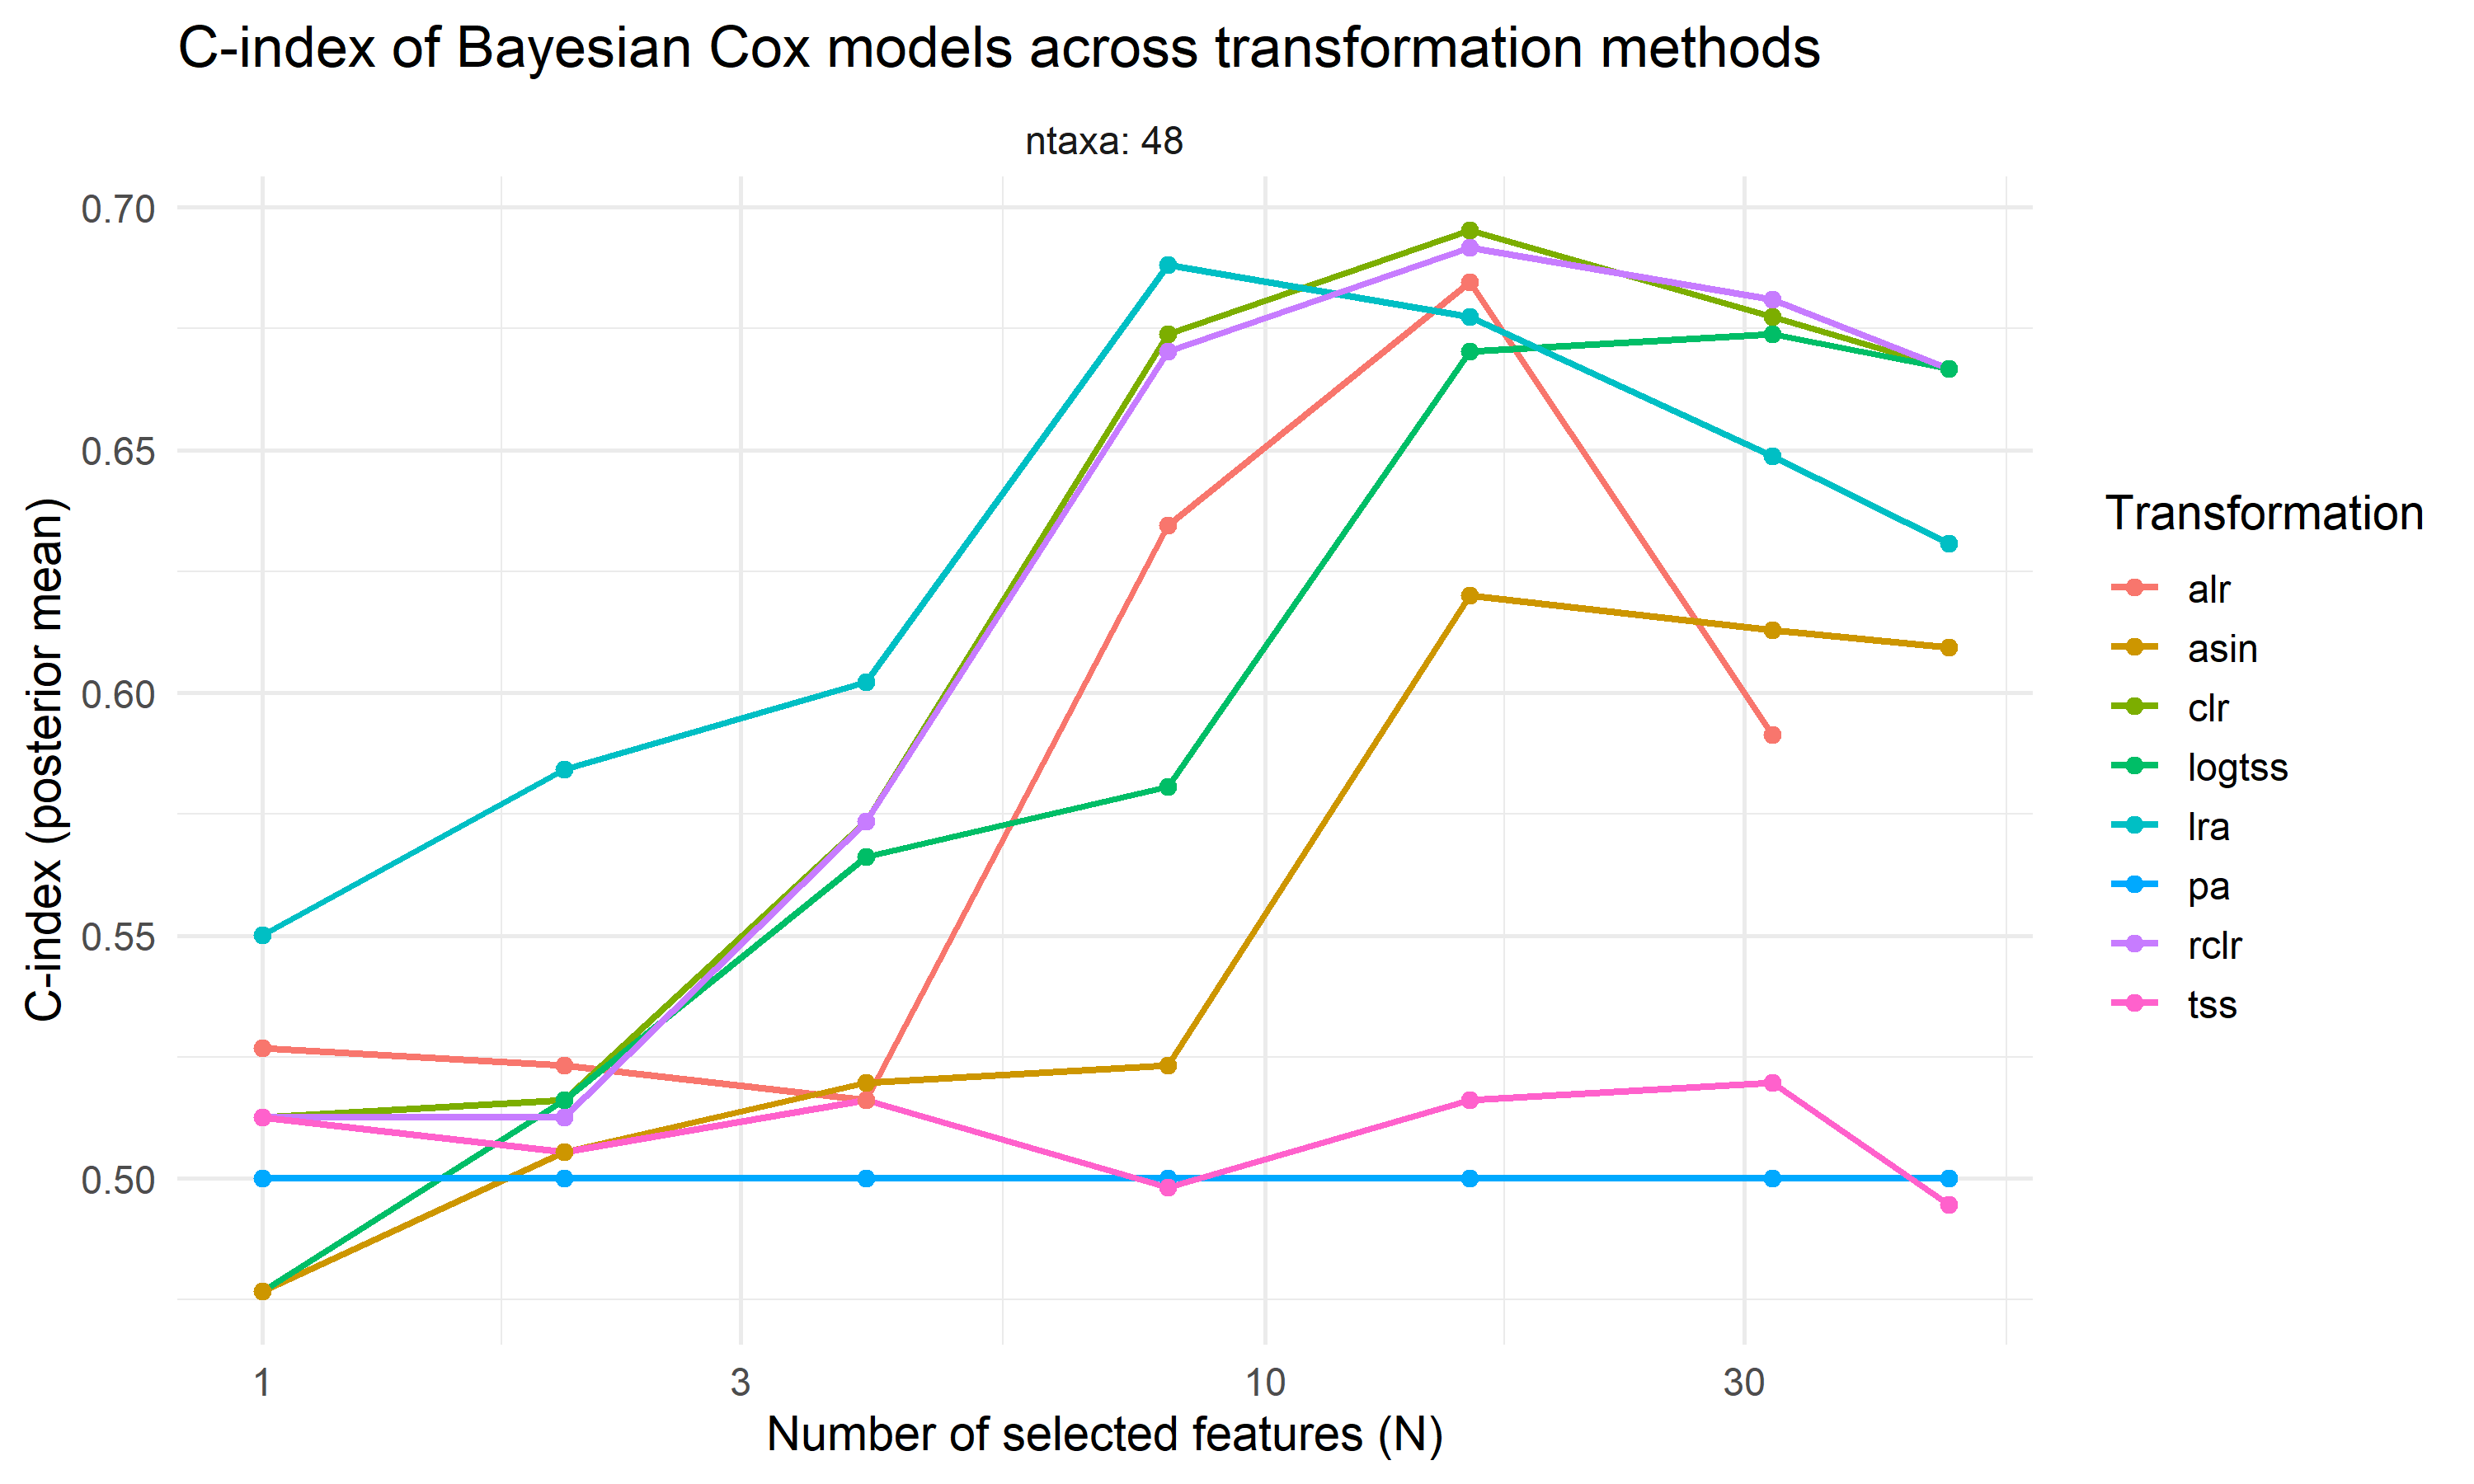 C-index of Bayesian Cox models across transformation methods
ntaxa: 48
0.70
0.65
0.60
0.55
0.50
C-index (posterior mean)
1 3 10 30
Number of selected features (N)
Transformation
alr
asin
clr
logtss
lra
pa
rclr
tss